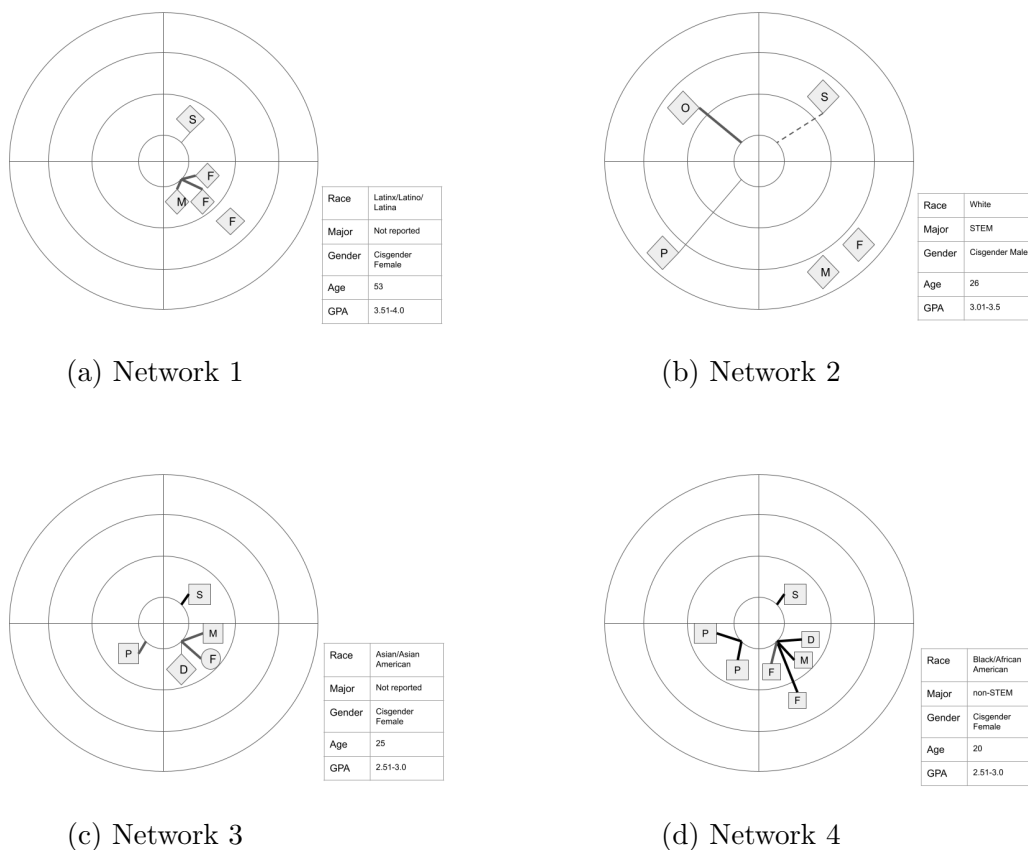 S
F
M
F
F
Race Latinx/Latino/
Latina
Major Not reported
Gender Cisgender
Female
Age 53
GPA 3.51-4.0
(a) Network 1
O
S
P
F
M
Race White
Major STEM
Gender Cisgender Male
Age 26
GPA 3.01-3.5
(b) Network 2
S
M
P
F
D
Race Asian/Asian
American
Major Not reported
Gender Cisgender
Female
Age 25
GPA 2.51-3.0
(c) Network 3
S
P
D
M
P
F
F
Race Black/African
American
Major non-STEM
Gender Cisgender
Female
Age 20
GPA 2.51-3.0
(d) Network 4